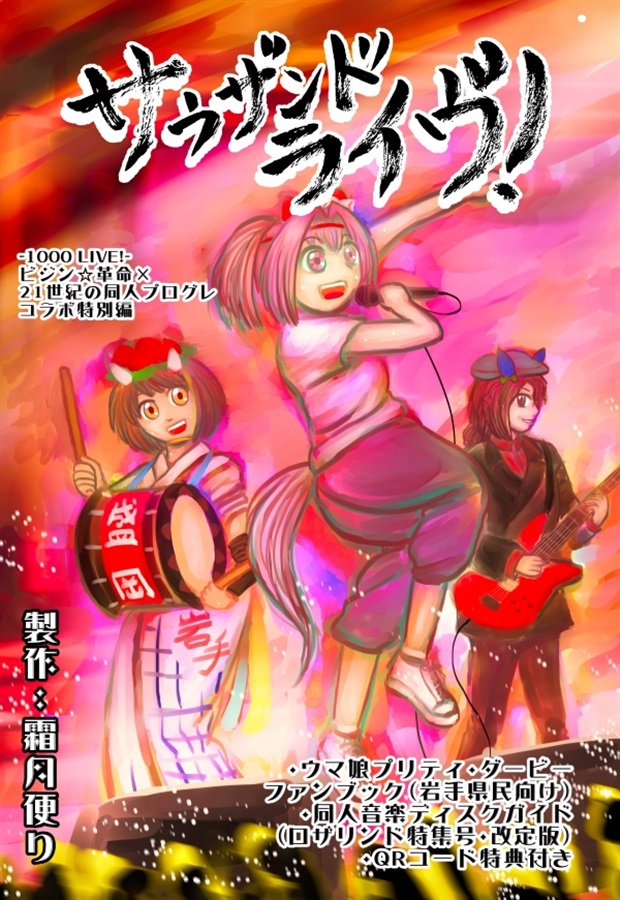 サウザンド
ライヴ!
-1000 LIVE!-
ビジン☆革命×
21世紀の同人プログレ
コラボ特別編
盛岡
岩手
製作:霜月便り
・ウマ娘プリティ・ダービー
ファンブック(岩手県民向け)
・同人音楽ディスクガイド
(ロザリンド特集号・改定版)
・QRコード特典付き